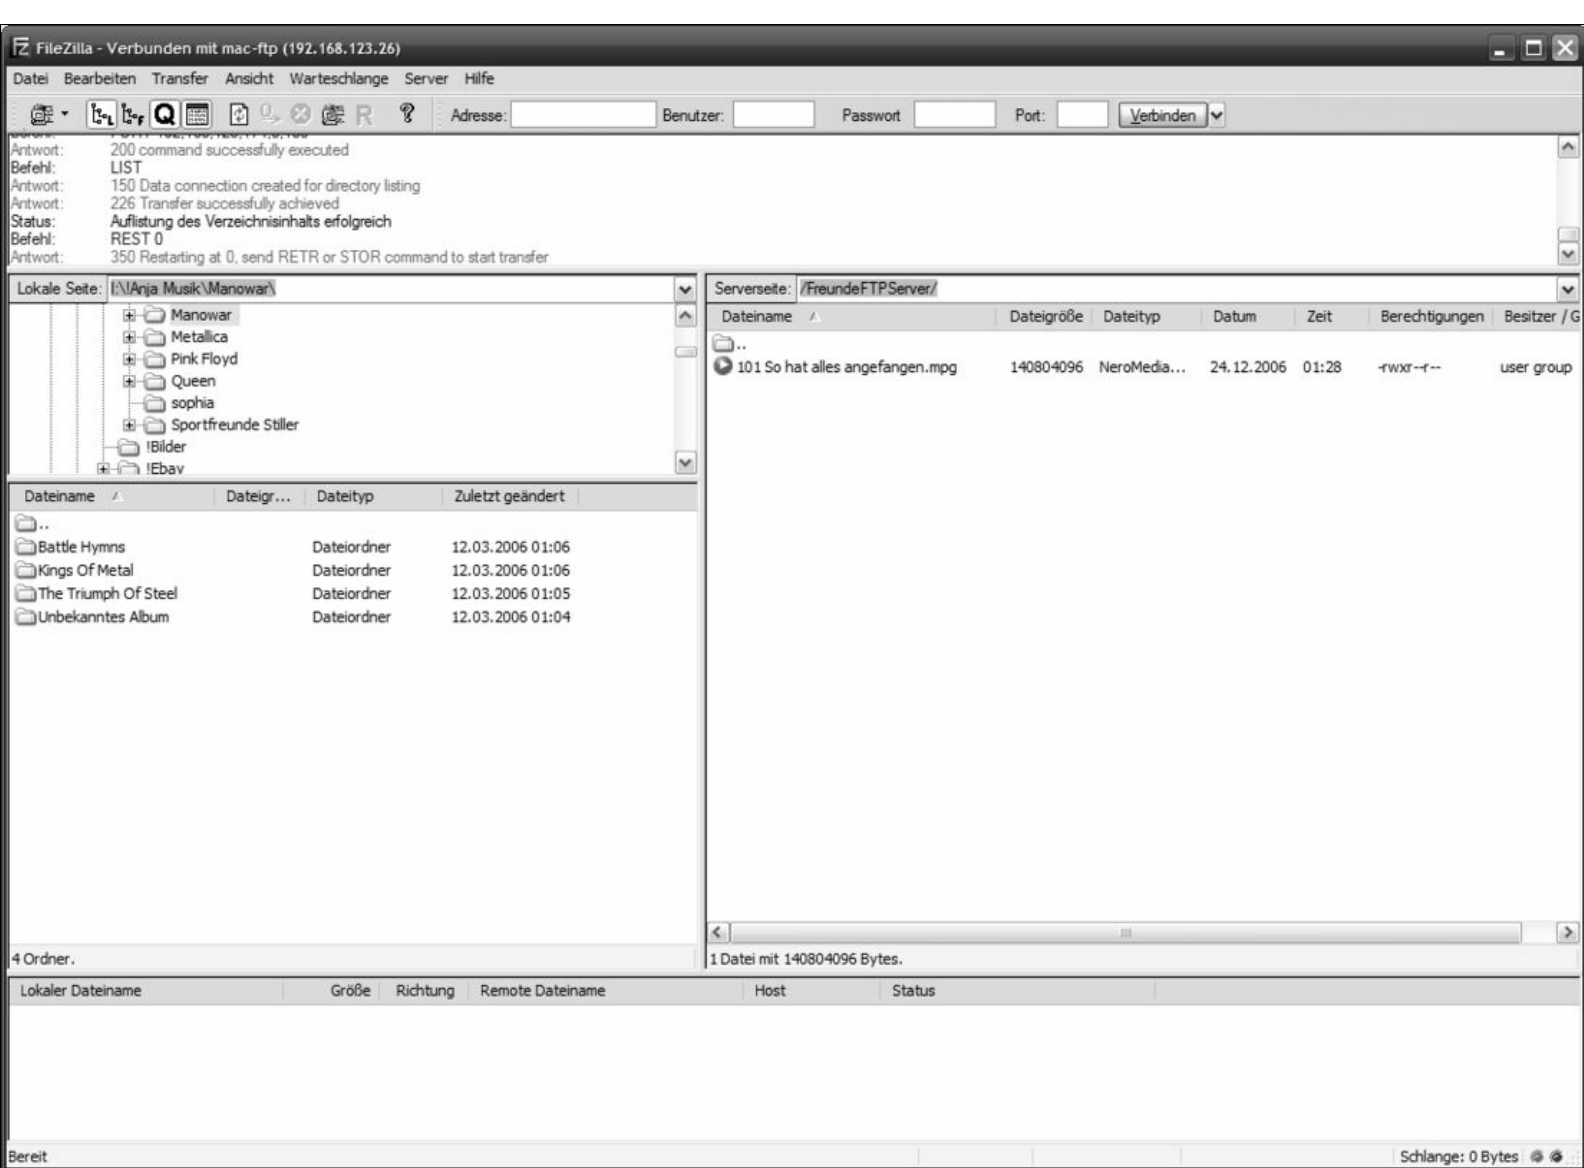 FileZilla - Verbunden mit mac-ftp (192.168.123.26)
Datei Bearbeiten Transfer Ansicht Warteschlange Server Hilfe
Adresse: Benutzer: Passwort Port: Verbinden
Antwort: 200 command successfully executed
Befehl: LIST
Antwort: 150 Data connection created for directory listing
Antwort: 226 Transfer successfully achieved
Status: Auflistung des Verzeichnisinhalts erfolgreich
Befehl: REST 0
Antwort: 350 Restarting at 0, send RETR or STOR command to start transfer
Lokale Seite: I:\!Anja Musik\Manowar\
Manowar
Metallica
Pink Floyd
Queen
sophia
Sportfreunde Stiller
!Bilder
!Ebay
Dateiname Dateigr... Dateityp Zuletzt geändert
..
Battle Hymns Dateiordner 12.03.2006 01:06
Kings Of Metal Dateiordner 12.03.2006 01:06
The Triumph Of Steel Dateiordner 12.03.2006 01:05
Unbekanntes Album Dateiordner 12.03.2006 01:04
4 Ordner.
Serverseite: /FreundeFTPServer/
Dateiname Dateigröße Dateityp Datum Zeit Berechtigungen Besitzer / G
..
101 So hat alles angefangen.mpg 140804096 NeroMedia... 24.12.2006 01:28 -rwxr--r-- user group
1 Datei mit 140804096 Bytes.
Lokaler Dateiname Größe Richtung Remote Dateiname Host Status
Bereit Schlange: 0 Bytes